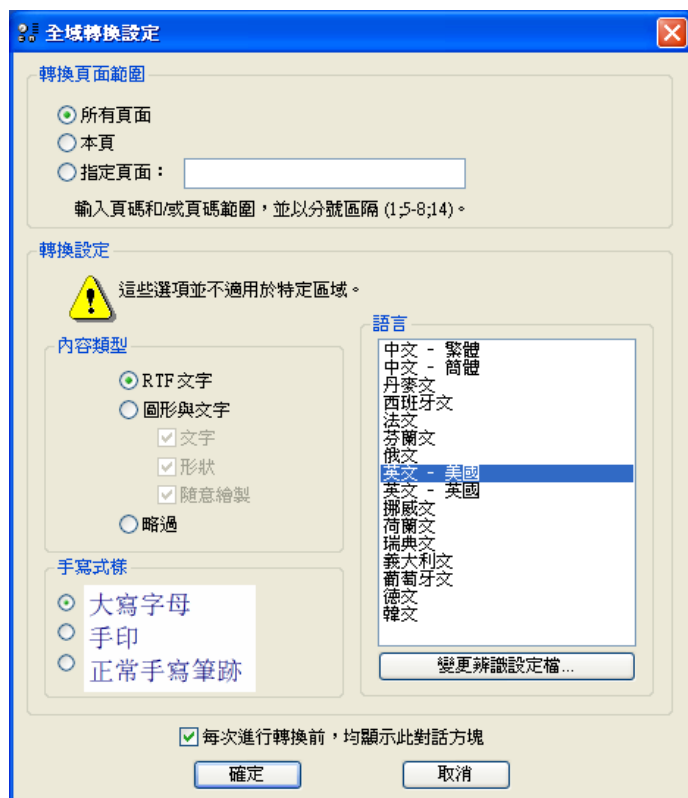 全域轉換設定
轉換頁面範圍
所有頁面
本頁
指定頁面：
輸入頁碼和/或頁碼範圍，並以分號區隔 (1;5-8;14)。
轉換設定
這些選項並不適用於特定區域。
內容類型
RTF 文字
圖形與文字
文字
形狀
隨意繪製
略過
手寫式樣
大寫字母
手印
正常手寫筆跡
語言
中文 - 繁體
中文 - 簡體
丹麥文
西班牙文
法文
芬蘭文
俄文
英文 - 美國
英文 - 英國
挪威文
荷蘭文
瑞典文
義大利文
葡萄牙文
德文
韓文
變更辨識設定檔...
每次進行轉換前，均顯示此對話方塊
確定
取消